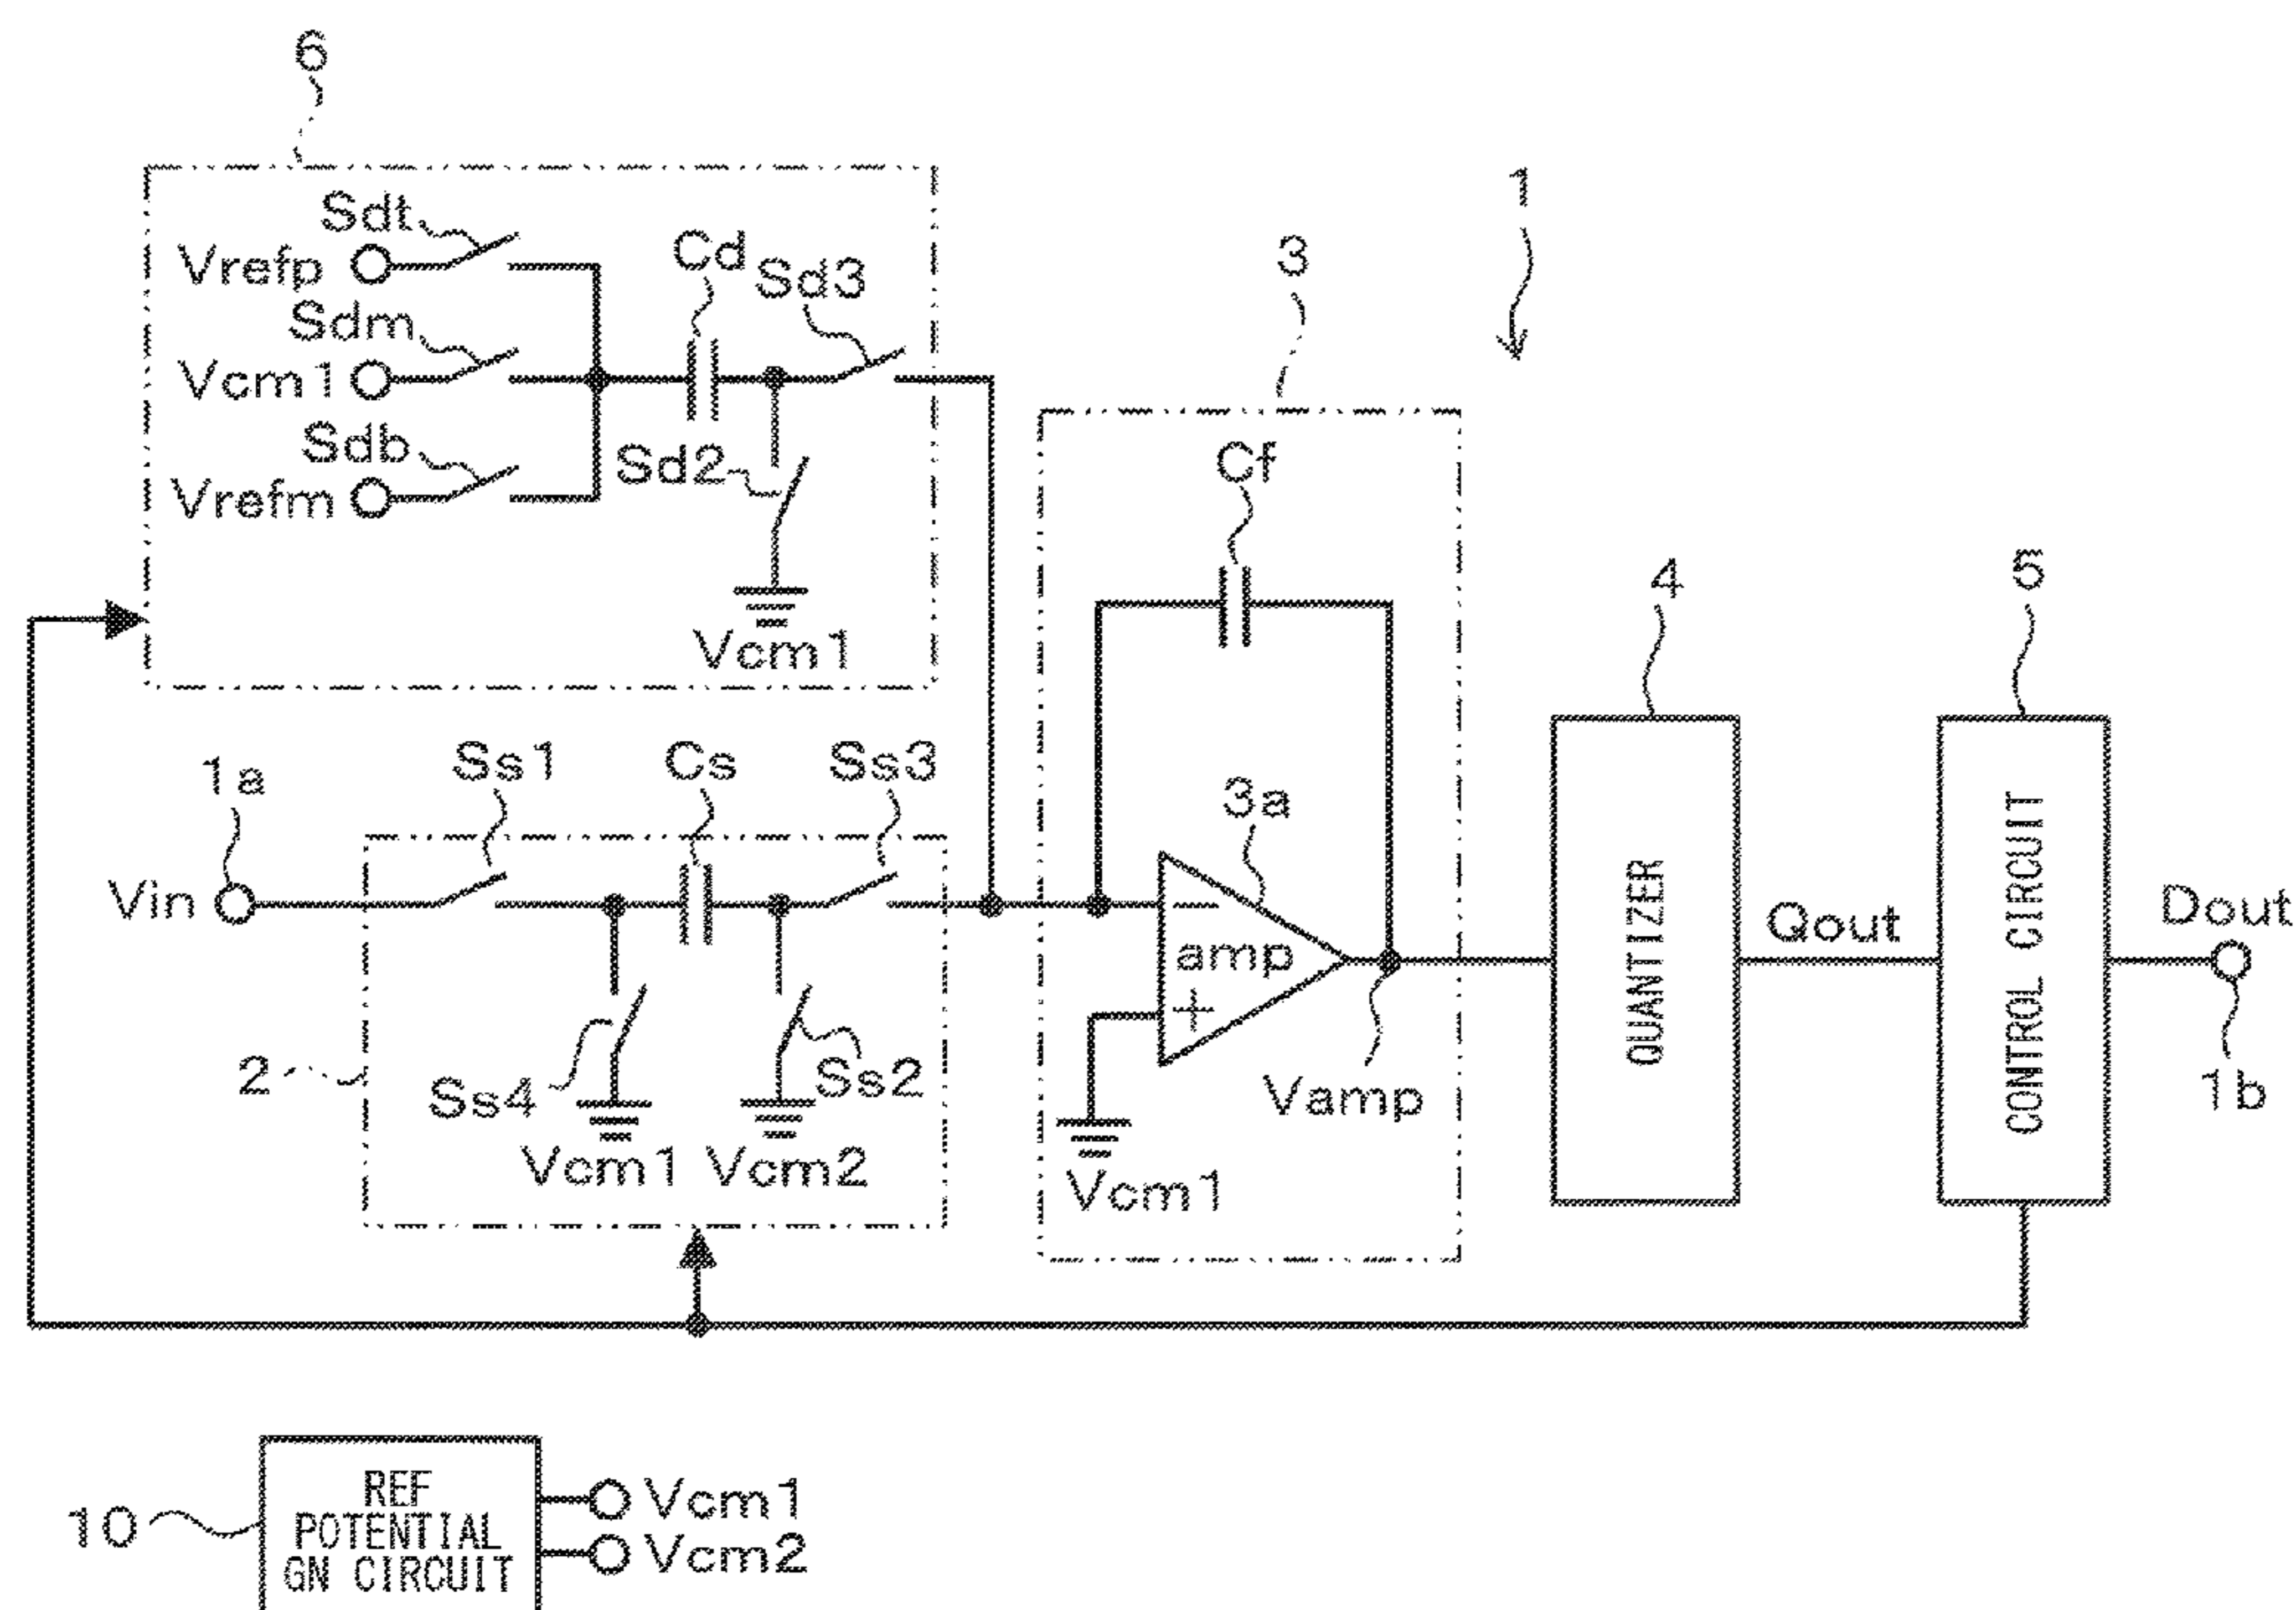 6
1
Sdt
Vrefp
Cd
Sd3
3
Sdm
Vcm1
Sdb
Sd2
Vrefm
Cf
4
5
Vcm1
1a
Ss1
Cs
Ss3
3a
Vin
amp
QUANTIZER
Qout
CONTROL CIRCUIT
Dout
2
Ss4
Ss2
Vamp
1b
Vcm1
Vcm2
Vcm1
10
REF
POTENTIAL
GN CIRCUIT
Vcm1
Vcm2